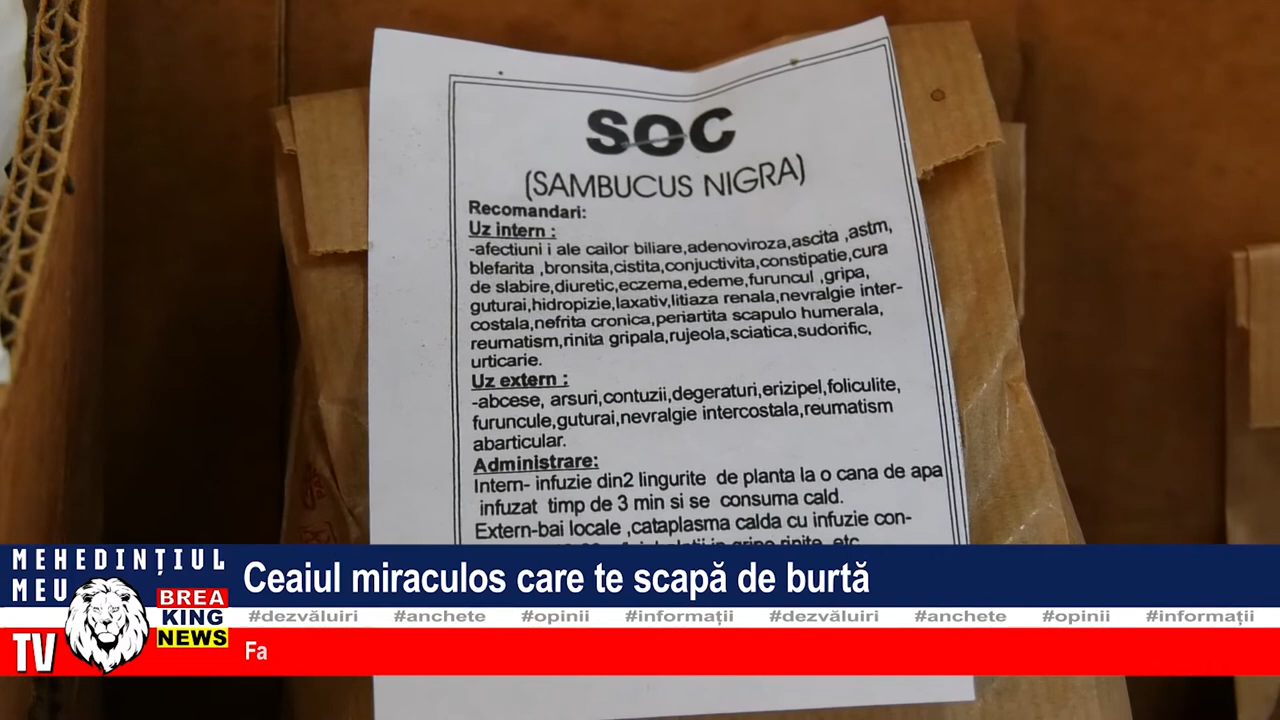 SOC
(SAMBUCUS NIGRA)
Recomandari:
Uz intern :
-afectiuni i ale cailor biliare,adenoviroza,ascita ,astm,
blefarita ,bronsita,cistita,conjuctivita,constipatie,cura
de slabire,diuretic,eczema,edeme,furuncul ,gripa,
guturai,hidropizie,laxativ,litiaza renala,nevralgie inter-
costala,nefrita cronica,periartita scapulo humerala,
reumatism,rinita gripala,rujeola,sciatica,sudorific,
urticarie.
Uz extern :
-abcese, arsuri,contuzii,degeraturi,erizipel,foliculite,
furuncule,guturai,nevralgie intercostala,reumatism
abarticular.
Administrare:
Intern- infuzie din2 lingurite de planta la o cana de apa
infuzat timp de 3 min si se consuma cald.
Extern-bai locale ,cataplasma calda cu infuzie con-
etc
MEHEDINȚIUL
MEU
TV
BREA
KING
NEWS
Ceaiul miraculos care te scapă de burtă
#dezvăluiri #anchete #opinii #informații #dezvăluiri #anchete #opinii #informații
Fa